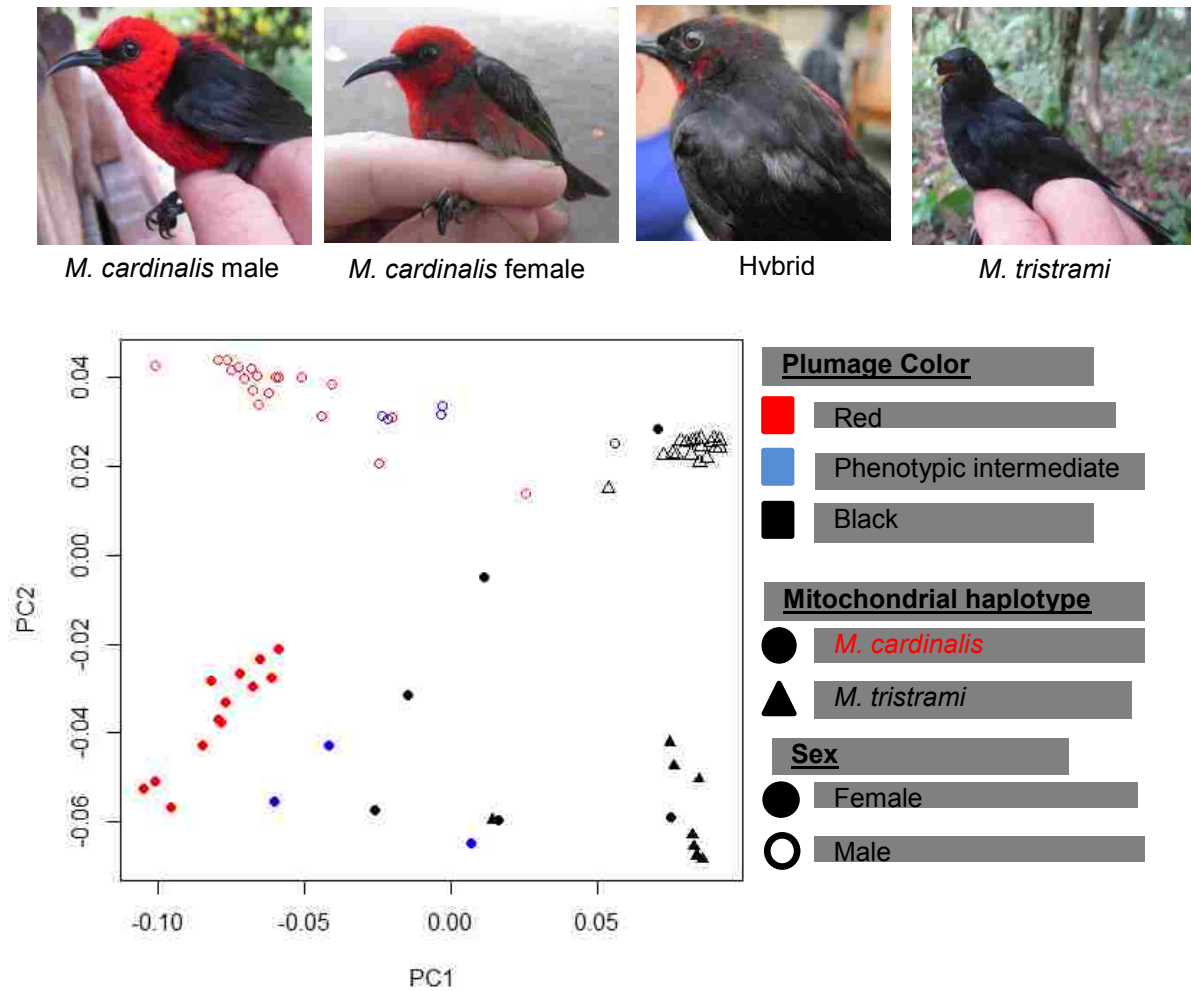 M. cardinalis male
M. cardinalis female
Hvbrid
M. tristrami
0.04
0.02
0.00
-0.02
-0.04
-0.06
PC2
-0.10
-0.05
0.00
0.05
PC1
Plumage Color
Red
Phenotypic intermediate
Black
Mitochondrial haplotype
M. cardinalis
M. tristrami
Sex
Female
Male